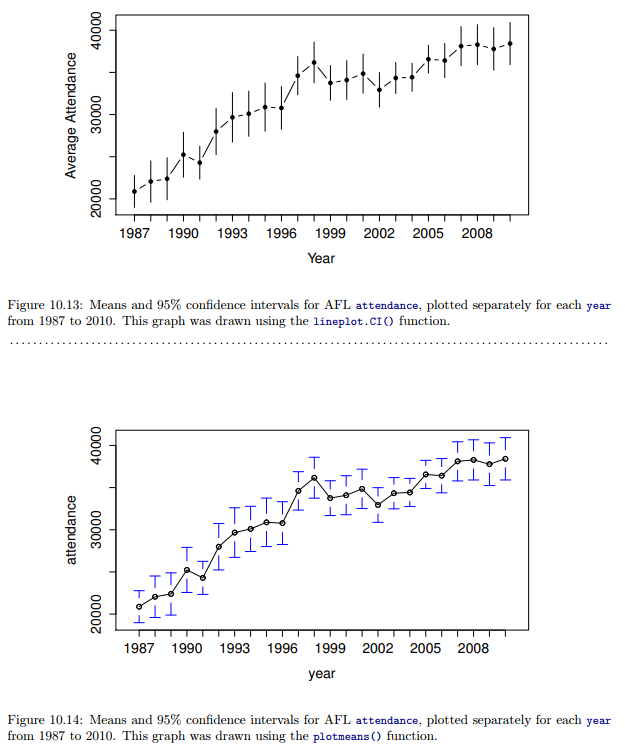 40000
30000
20000
Average Attendance
1987 1990 1993 1996 1999 2002 2005 2008
Year
Figure 10.13: Means and 95% confidence intervals for AFL attendance, plotted separately for each year
from 1987 to 2010. This graph was drawn using the lineplot.CI() function.
40000
30000
20000
attendance
1987 1990 1993 1996 1999 2002 2005 2008
year
Figure 10.14: Means and 95% confidence intervals for AFL attendance, plotted separately for each year
from 1987 to 2010. This graph was drawn using the plotmeans() function.